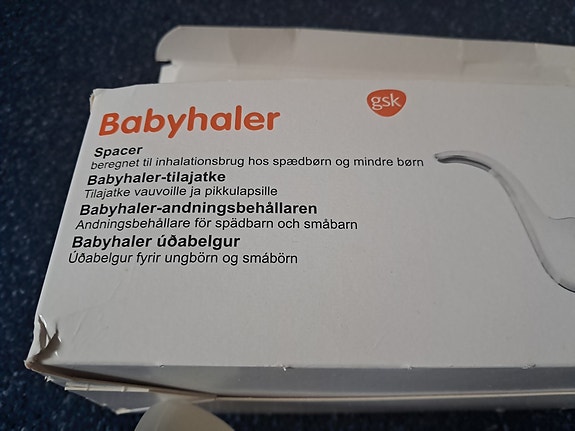 Babyhaler
gsk
Spacer
beregnet til inhalationsbrug hos spædbørn og mindre børn
Babyhaler-tilajatke
Tilajatke vauvoille ja pikkulapsille
Babyhaler-andningsbehållaren
Andningsbehållare för spädbarn och småbarn
Babyhaler úðabelgur
Úðabelgur fyrir ungbörn og smábörn